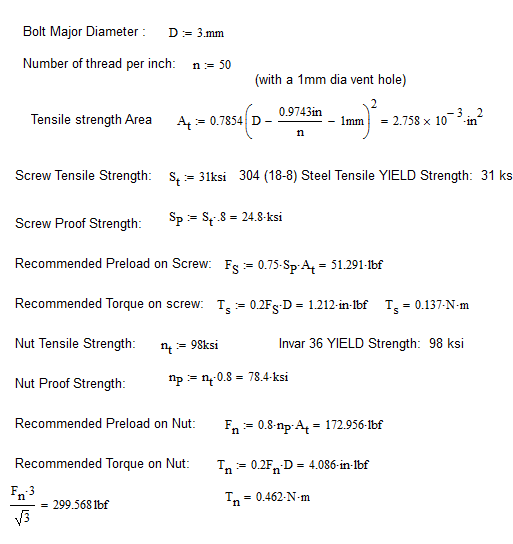 Bolt Major Diameter : D := 3.mm
Number of thread per inch: n := 50
(with a 1mm dia vent hole)
Tensile strength Area A_t := 0.7854(D − 0.9743in/n − 1mm)^2 = 2.758 × 10^−3·in^2
Screw Tensile Strength: S_t := 31ksi 304 (18-8) Steel Tensile YIELD Strength: 31 ks
Screw Proof Strength: S_P := S_t·.8 = 24.8·ksi
Recommended Preload on Screw: F_S := 0.75·S_P·A_t = 51.291·lbf
Recommended Torque on screw: T_s := 0.2F_S·D = 1.212·in·lbf T_s = 0.137·N·m
Nut Tensile Strength: n_t := 98ksi Invar 36 YIELD Strength: 98 ksi
Nut Proof Strength: n_P := n_t·0.8 = 78.4·ksi
Recommended Preload on Nut: F_n := 0.8·n_P·A_t = 172.956·lbf
Recommended Torque on Nut: T_n := 0.2F_n·D = 4.086·in·lbf
F_n·3/√3 = 299.568 lbf T_n = 0.462·N·m